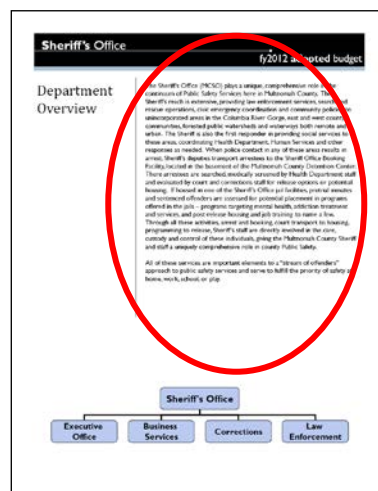 Sheriff's Office
fy2012 adopted budget
Department
Overview
The Sheriff's Office (MCSO) plays a unique, comprehensive role in the
continuum of Public Safety Services here in Multnomah County. The
Sheriff's reach is extensive, providing law enforcement services, search and
rescue operations, civil emergency coordination and community policing to
unincorporated areas in the Columbia River Gorge, east and west county
communities, forested public watersheds and waterways both remote and
urban. The Sheriff is also the first responder in providing social services to
these areas, coordinating Health Department, Human Services and other
responses as needed. When police contact in any of these areas results in
arrest, Sheriff's deputies transport arrestees to the Sheriff Office Booking
Facility, located in the basement of the Multnomah County Detention Center.
There arrestees are searched, medically screened by Health Department staff
and evaluated by court and corrections staff for release options or potential
housing. If housed in one of the Sheriff's Office jail facilities, pretrial inmates
and sentenced offenders are assessed for potential placement in programs
offered in the jails – programs targeting mental health, addiction treatment
and services, and post-release housing and job training to name a few.
Through all these activities, arrest and booking, court transport to housing,
programming to release, Sheriff's staff are directly involved in the care,
custody and control of these individuals, giving the Multnomah County Sheriff
and staff a uniquely comprehensive role in county Public Safety.
All of these services are important elements to a "stream of offenders"
approach to public safety services and serve to fulfill the priority of safety at
home, work, school, or play.
Sheriff's Office
Executive
Office
Business
Services
Corrections
Law
Enforcement